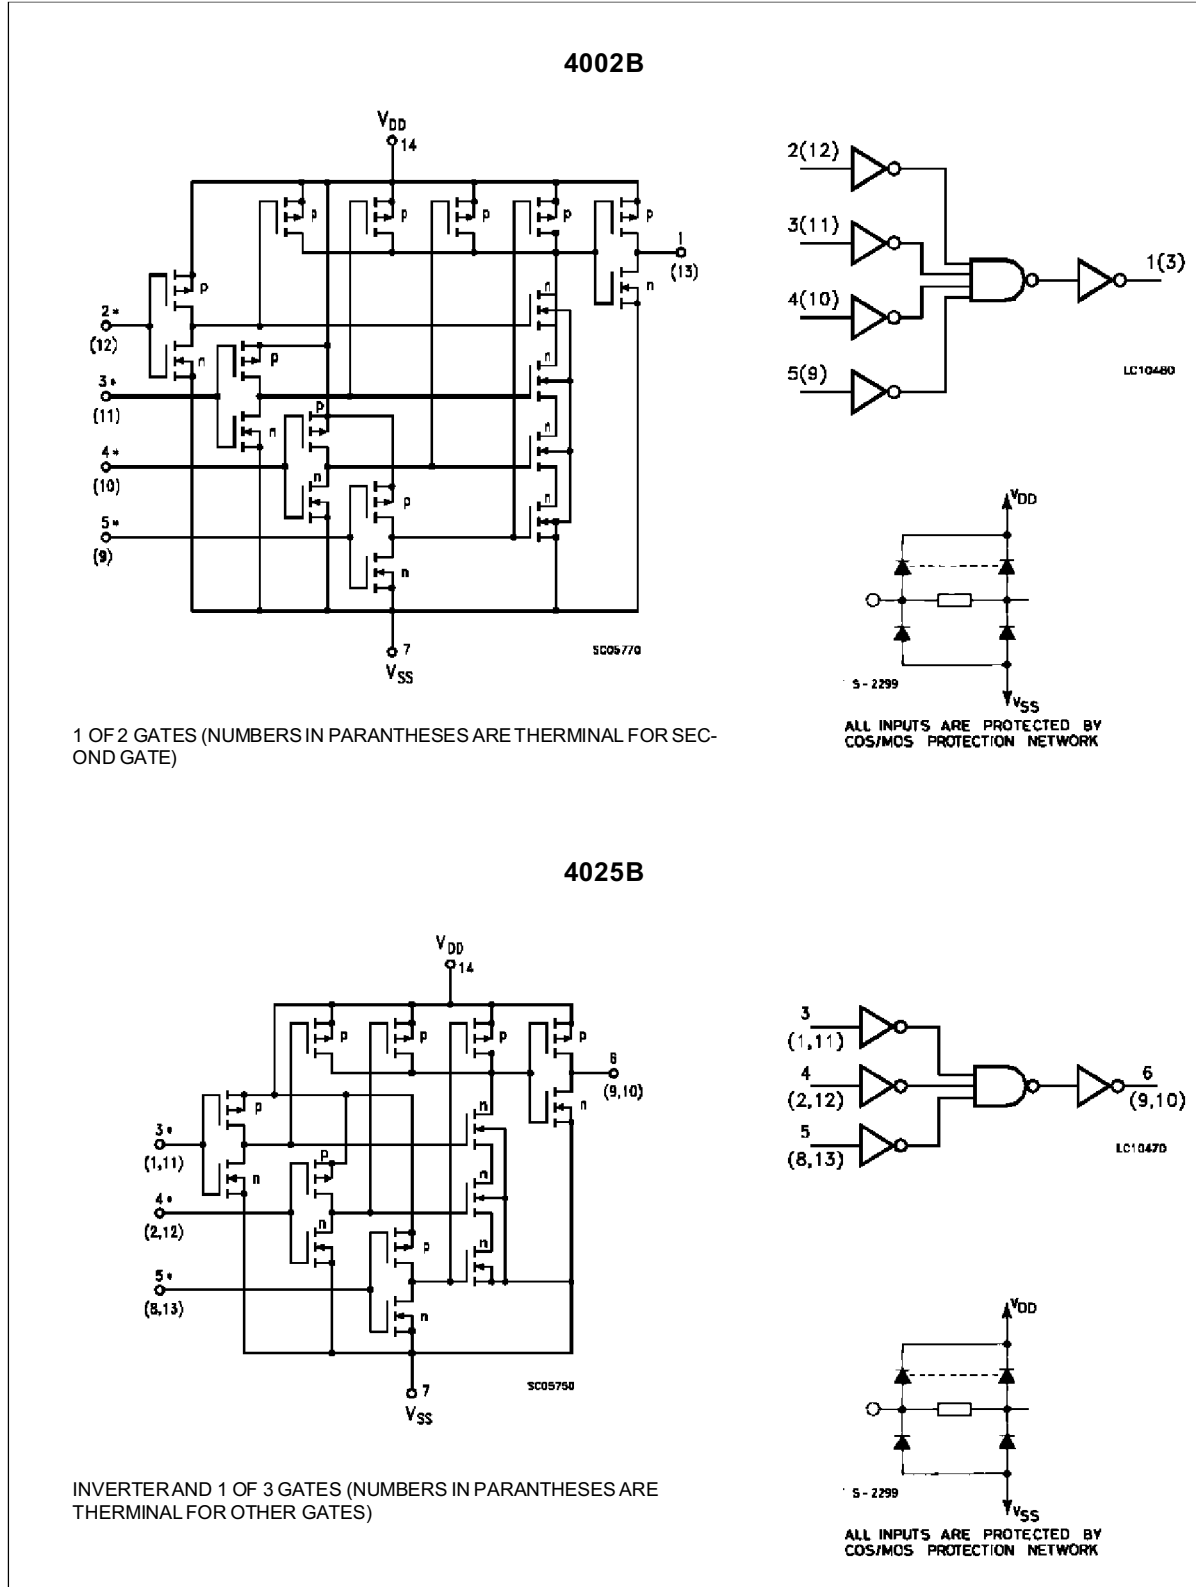 4002B
VDD
14
p
p
p
p
p
1
(13)
n
p
n
2*
(12)
n
n
p
3*
(11)
p
n
n
4*
(10)
n
n
p
5*
(9)
n
7
VSS
SC05770
2(12)
3(11)
4(10)
5(9)
1(3)
LC10480
VDD
S-2299
VSS
ALL INPUTS ARE PROTECTED BY
COS/MOS PROTECTION NETWORK
1 OF 2 GATES (NUMBERS IN PARANTHESES ARE THERMINAL FOR SEC-
OND GATE)
4025B
VDD
14
p
p
p
p
6
(9,10)
p
n
n
3*
(1,11)
n
p
n
4*
(2,12)
n
p
n
5*
(8,13)
n
7
VSS
SC05750
3
(1,11)
4
(2,12)
5
(8,13)
6
(9,10)
LC10470
VDD
S-2299
VSS
ALL INPUTS ARE PROTECTED BY
COS/MOS PROTECTION NETWORK
INVERTER AND 1 OF 3 GATES (NUMBERS IN PARANTHESES ARE
THERMINAL FOR OTHER GATES)